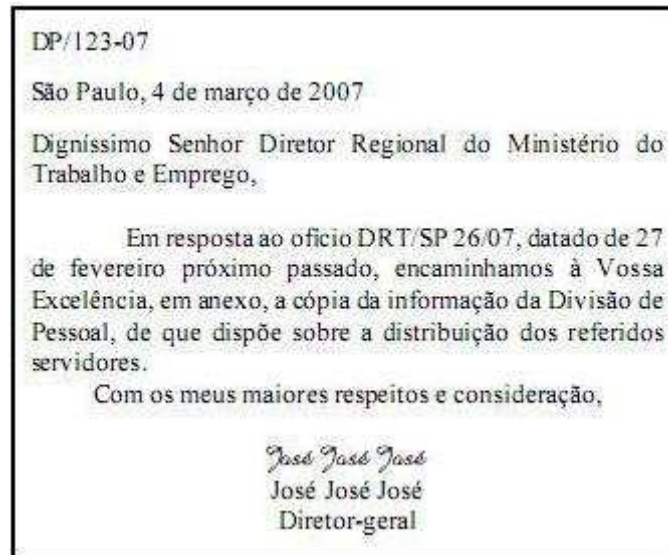 DP/123-07
São Paulo, 4 de março de 2007
Digníssimo Senhor Diretor Regional do Ministério do
Trabalho e Emprego,
Em resposta ao ofício DRT/SP 26/07, datado de 27
de fevereiro próximo passado, encaminhamos à Vossa
Excelência, em anexo, a cópia da informação da Divisão de
Pessoal, de que dispõe sobre a distribuição dos referidos
servidores.
Com os meus maiores respeitos e consideração,
José José José
José José José
Diretor-geral